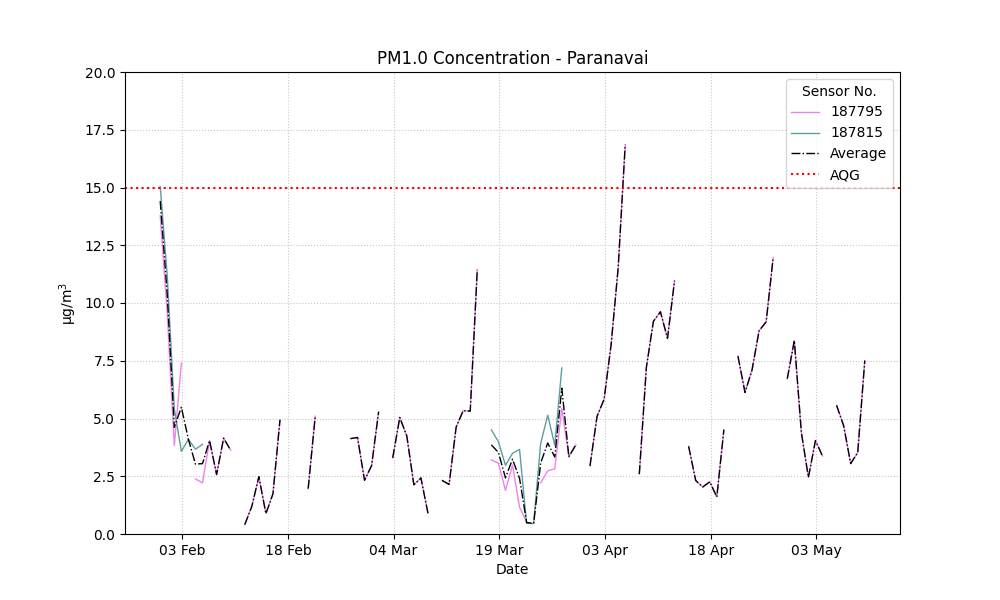 PM1.0 Concentration - Paranavai
20.0
17.5
15.0
12.5
10.0
7.5
5.0
2.5
0.0
µg/m³
Sensor No.
187795
187815
Average
AQG
03 Feb
18 Feb
04 Mar
19 Mar
03 Apr
18 Apr
03 May
Date